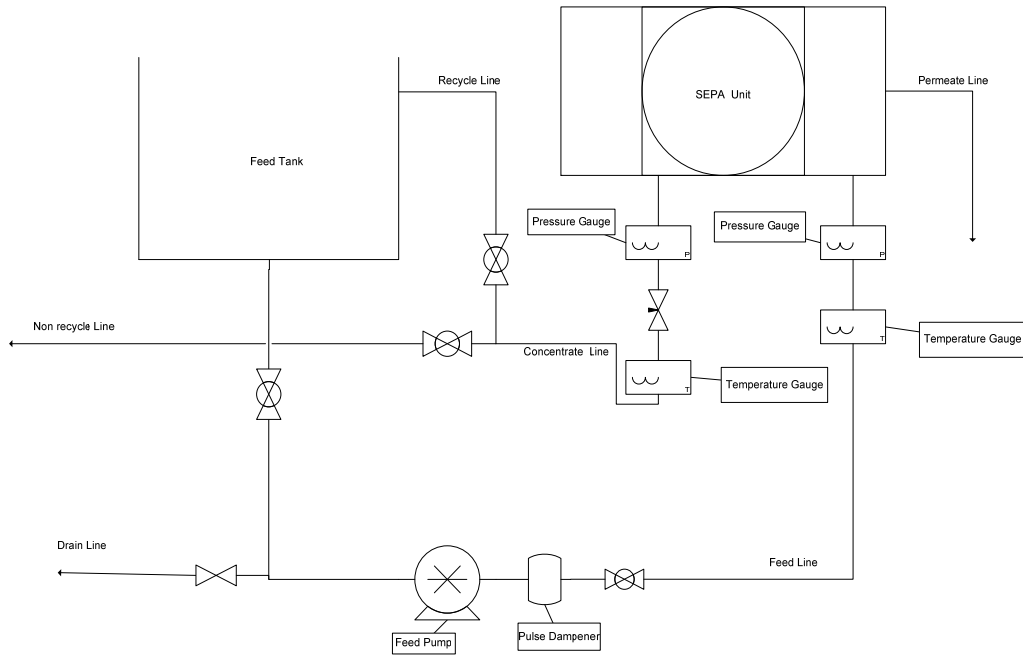 Recycle Line
Permeate Line
SEPA Unit
Feed Tank
Pressure Gauge
Pressure Gauge
P
P
Non recycle Line
Concentrate Line
T
Temperature Gauge
T
Temperature Gauge
Drain Line
Feed Line
Feed Pump
Pulse Dampener